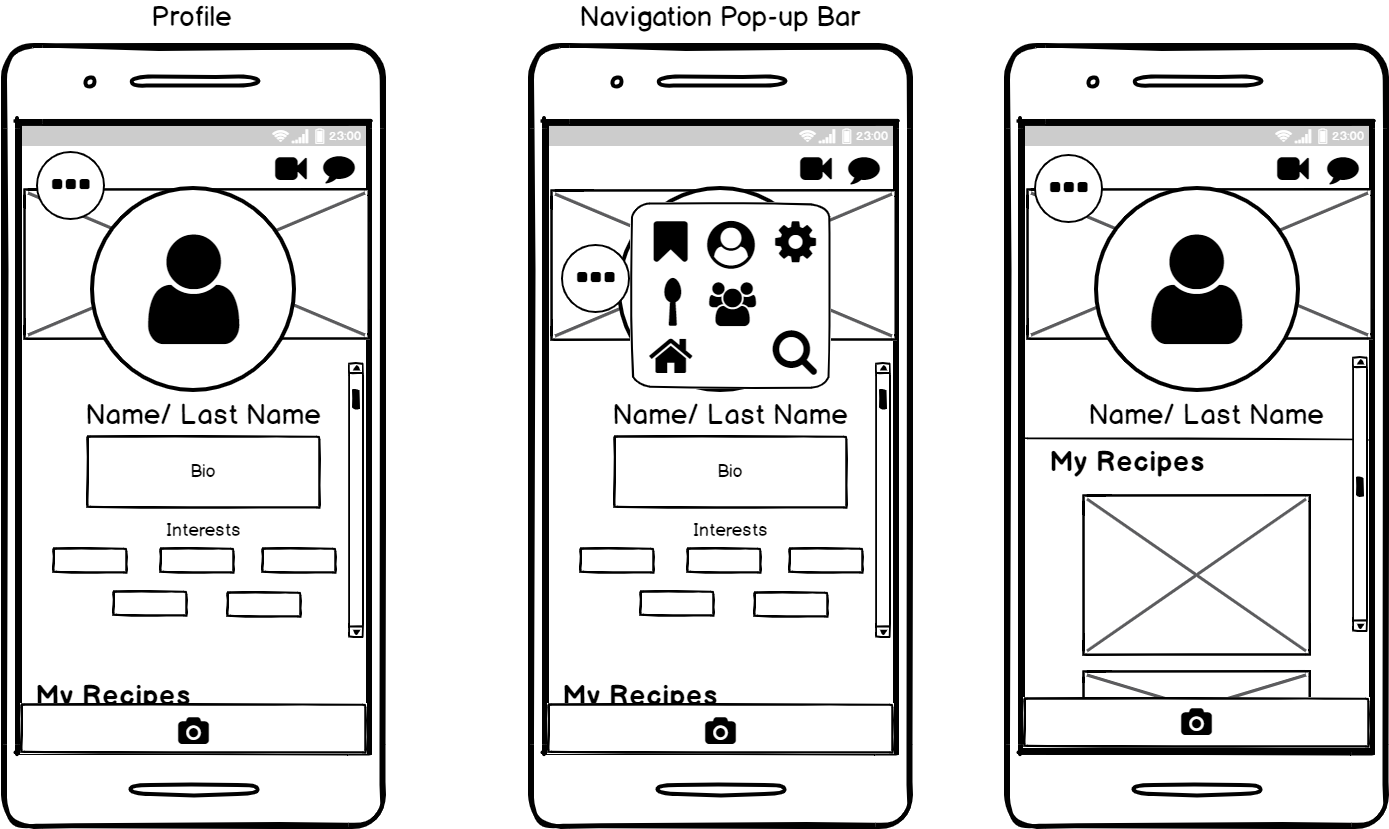 Profile
Navigation Pop-up Bar
23:00
Name/ Last Name
Bio
Interests
My Recipes
23:00
Name/ Last Name
Bio
Interests
My Recipes
23:00
Name/ Last Name
My Recipes